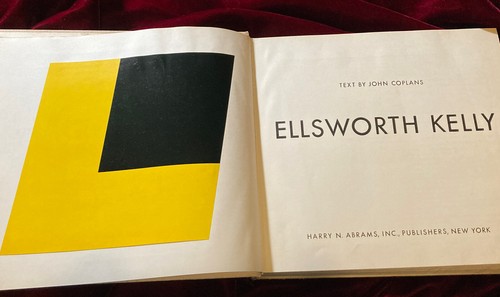 TEXT BY JOHN COPLANS
ELLSWORTH KELLY
HARRY N. ABRAMS, INC., PUBLISHERS, NEW YORK